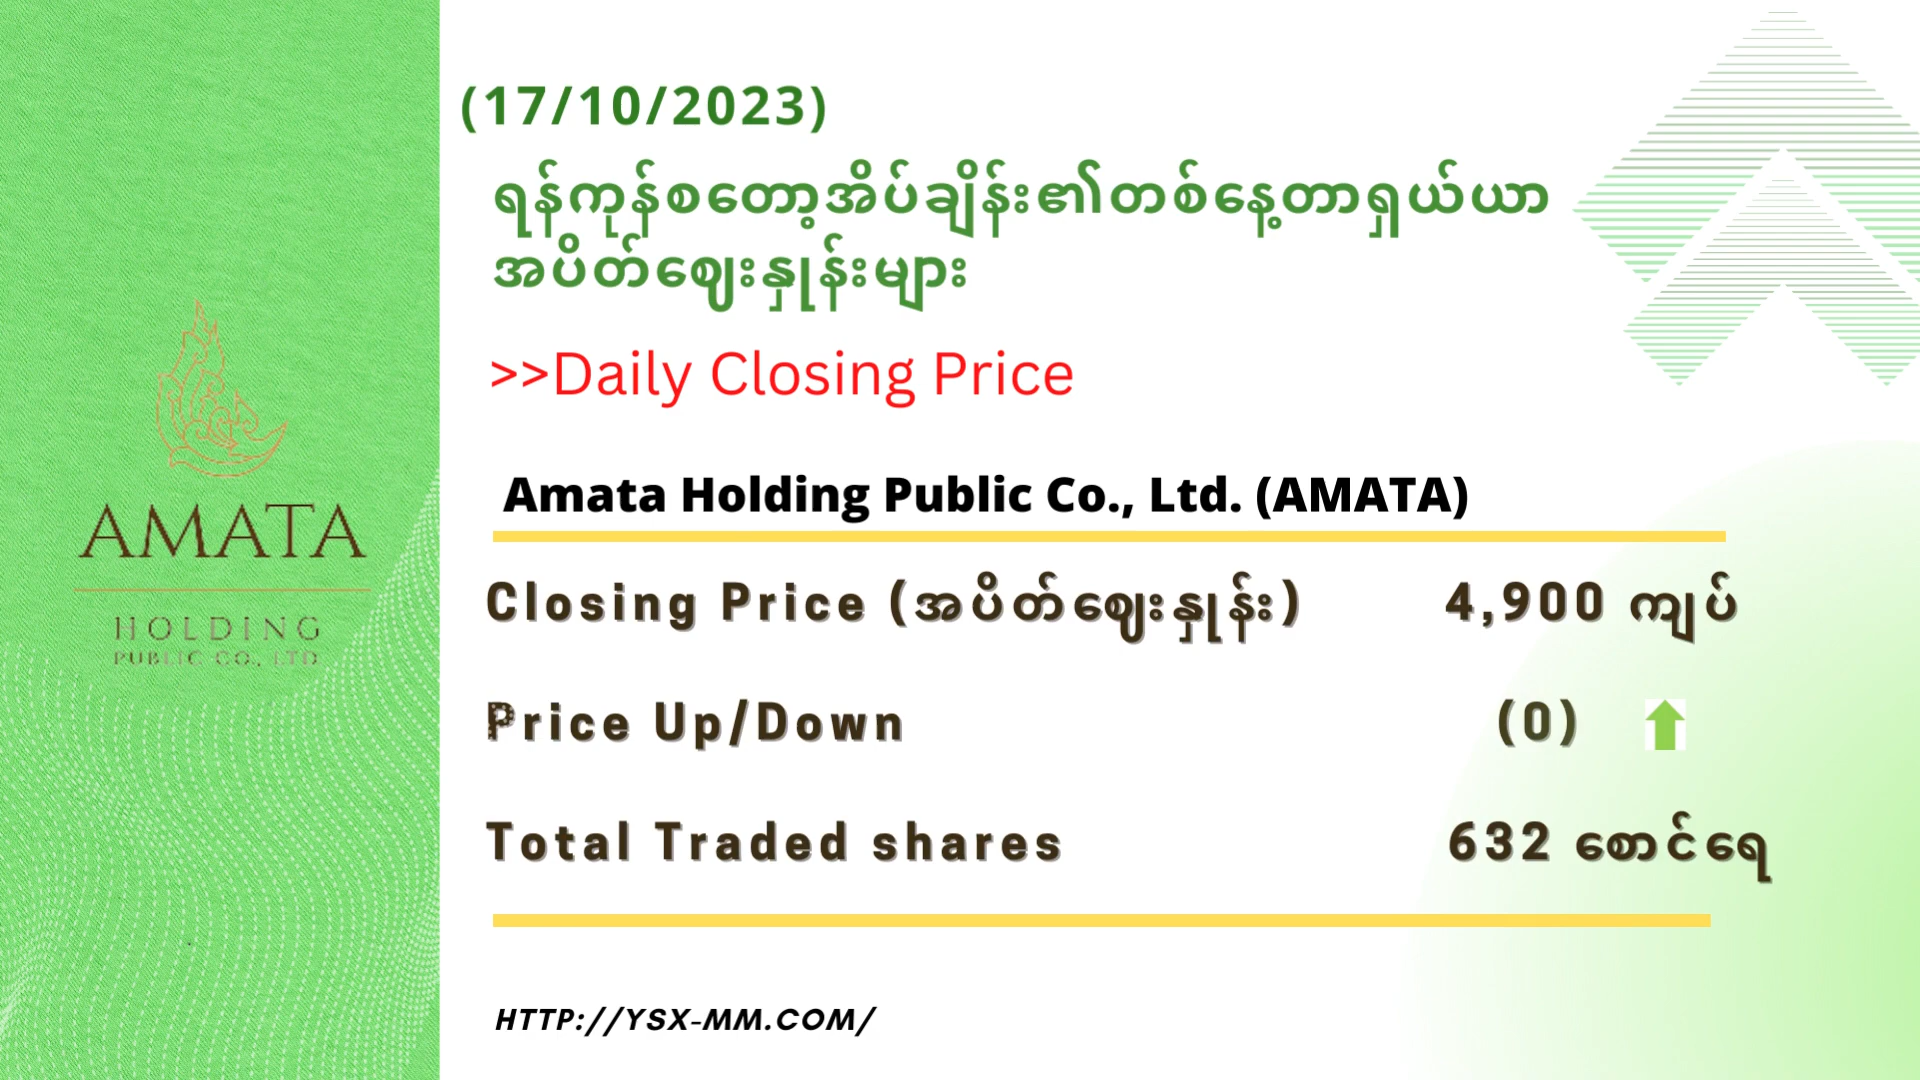 (17/10/2023)
ရန်ကုန်စတော့အိပ်ချိန်း၏တစ်နေ့တာရှယ်ယာ
အပိတ်ဈေးနှုန်းများ
>>Daily Closing Price
AMATA
HOLDING
PUBLIC CO., LTD
Amata Holding Public Co., Ltd. (AMATA)
Closing Price (အပိတ်ဈေးနှုန်း) 4,900 ကျပ်
Price Up/Down (0)
Total Traded shares 632 စောင်ရေ
HTTP://YSX-MM.COM/